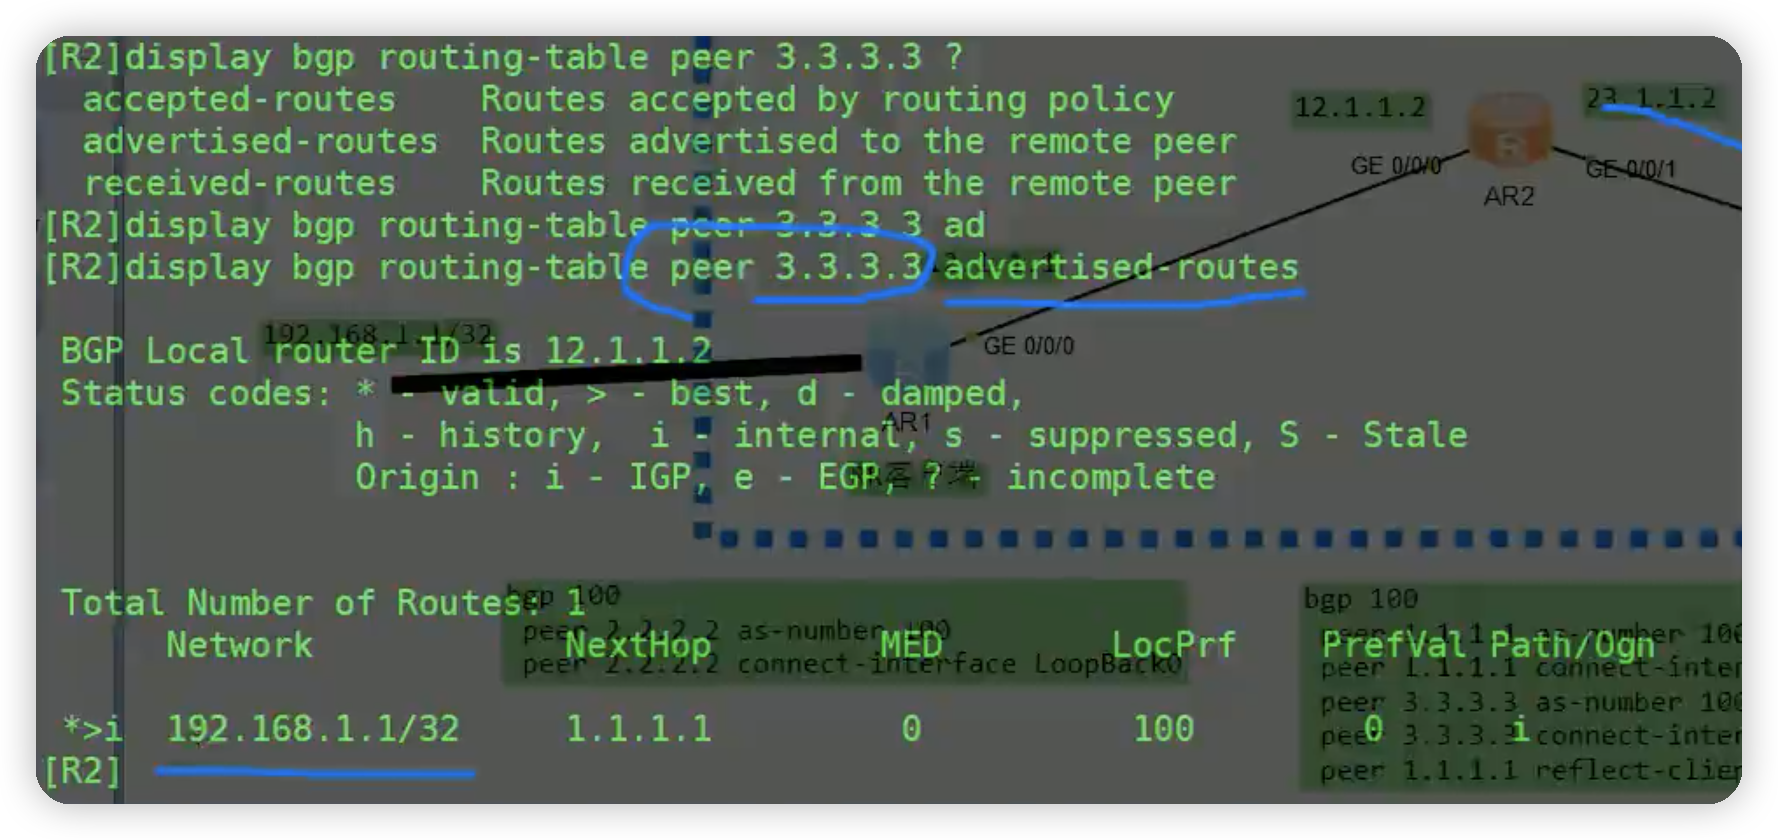 [R2]display bgp routing-table peer 3.3.3.3 ?
accepted-routes    Routes accepted by routing policy
advertised-routes  Routes advertised to the remote peer
received-routes    Routes received from the remote peer
[R2]display bgp routing-table peer 3.3.3.3 ad
[R2]display bgp routing-table peer 3.3.3.3 advertised-routes
BGP Local router ID is 12.1.1.2
Status codes: * - valid, > - best, d - damped,
h - history,  i - internal, s - suppressed, S - Stale
Origin : i - IGP, e - EGP, ? - incomplete
Total Number of Routes: 1
Network            NextHop        MED        LocPrf    PrefVal Path/Ogn
*>i  192.168.1.1/32     1.1.1.1         0          100        0    i
[R2]
12.1.1.2
23.1.1.2
GE 0/0/0
GE 0/0/1
AR2
192.168.1.1/32
GE 0/0/0
AR1
bgp 100
peer 2.2.2.2 as-number 100
peer 2.2.2.2 connect-interface LoopBack0
bgp 100
peer 1.1.1.1 as-number 100
peer 1.1.1.1 connect-inter
peer 3.3.3.3 as-number 100
peer 3.3.3.3 connect-inter
peer 1.1.1.1 reflect-clien